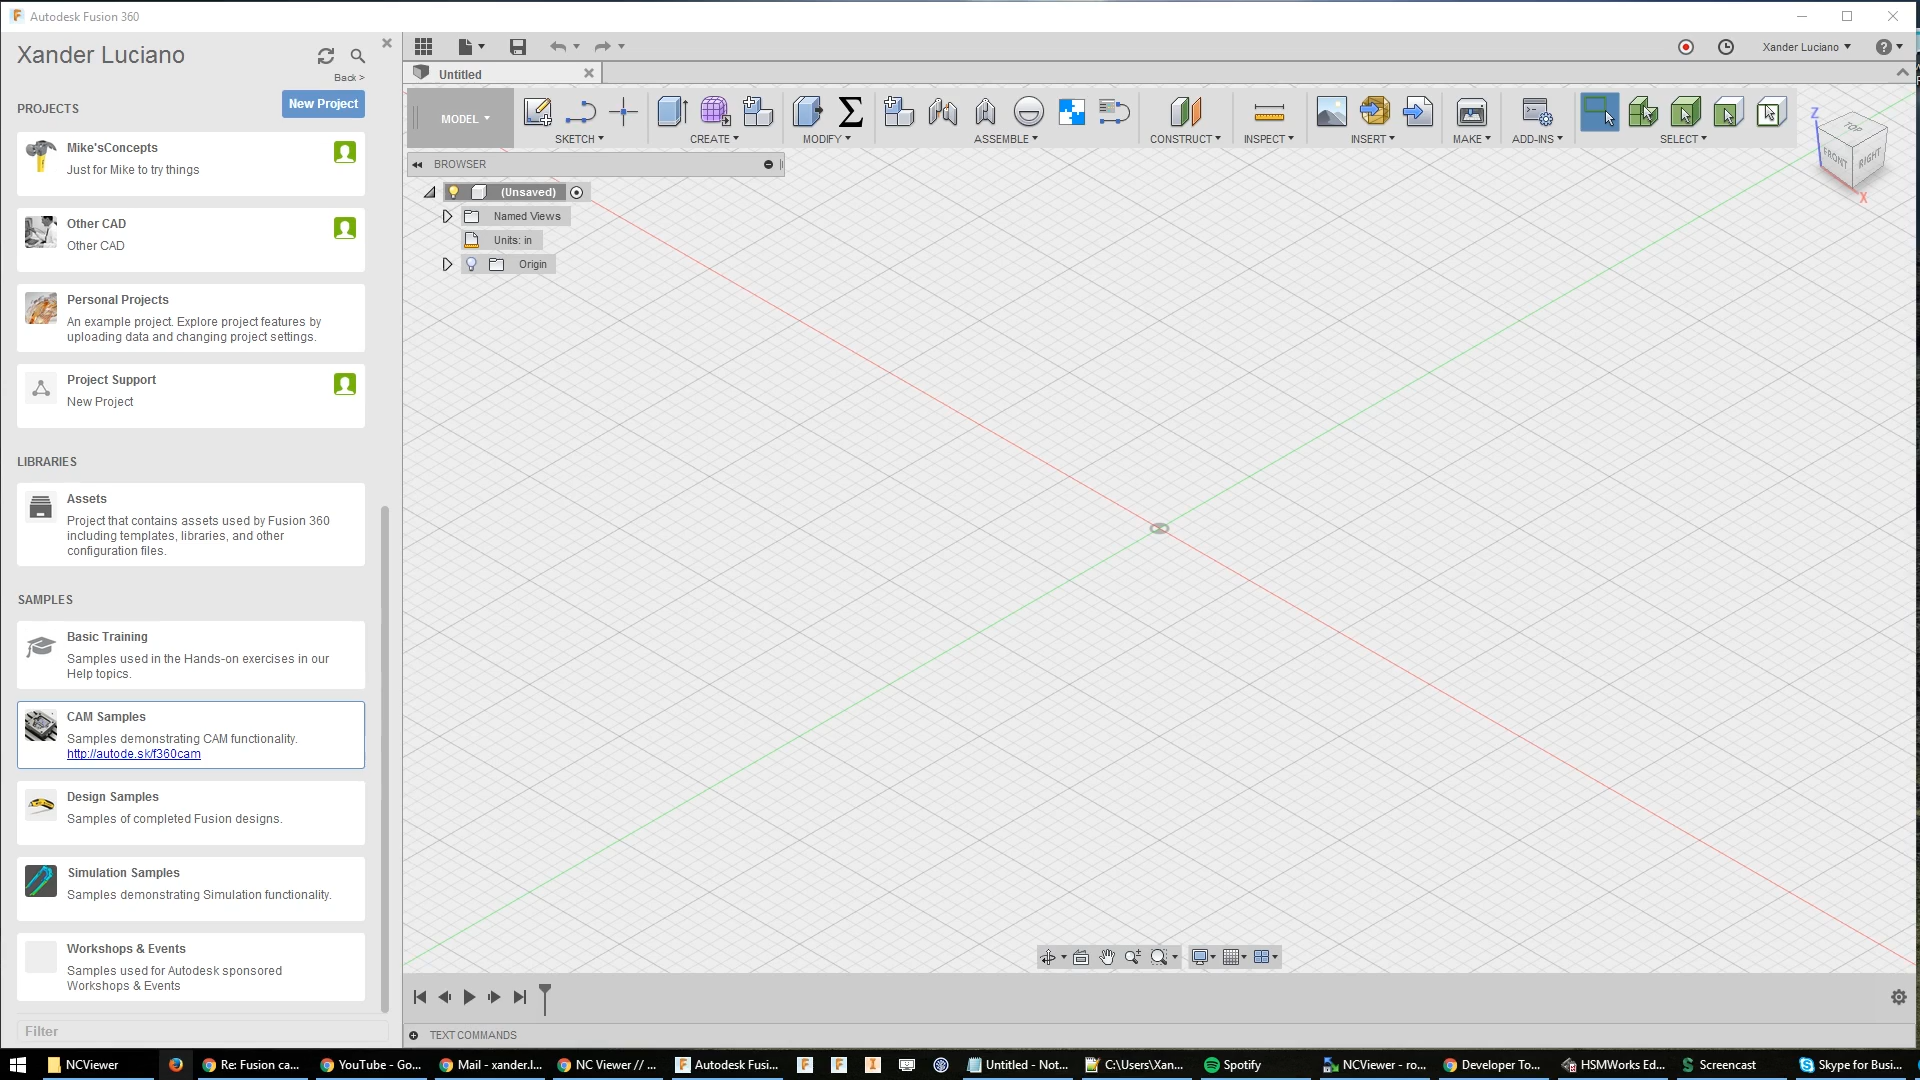 Autodesk Fusion 360
Xander Luciano
Back >
PROJECTS
New Project
Mike'sConcepts
Just for Mike to try things
Other CAD
Other CAD
Personal Projects
An example project. Explore project features by
uploading data and changing project settings.
Project Support
New Project
LIBRARIES
Assets
Project that contains assets used by Fusion 360
including templates, libraries, and other
configuration files.
SAMPLES
Basic Training
Samples used in the Hands-on exercises in our
Help topics.
CAM Samples
Samples demonstrating CAM functionality.
http://autode.sk/f360cam
Design Samples
Samples of completed Fusion designs.
Simulation Samples
Samples demonstrating Simulation functionality.
Workshops & Events
Samples used for Autodesk sponsored
Workshops & Events
Filter
Xander Luciano
Untitled
MODEL
SKETCH
CREATE
MODIFY
ASSEMBLE
CONSTRUCT
INSPECT
INSERT
MAKE
ADD-INS
SELECT
BROWSER
(Unsaved)
Named Views
Units: in
Origin
Z
TOP
FRONT
RIGHT
X
TEXT COMMANDS
NCViewer
Re: Fusion ca...
YouTube - Go...
Mail - xander.l...
NC Viewer // ...
Autodesk Fusi...
Untitled - Not...
C:\Users\Xan...
Spotify
NCViewer - ro...
Developer To...
HSMWorks Ed...
Screencast
Skype for Busi...